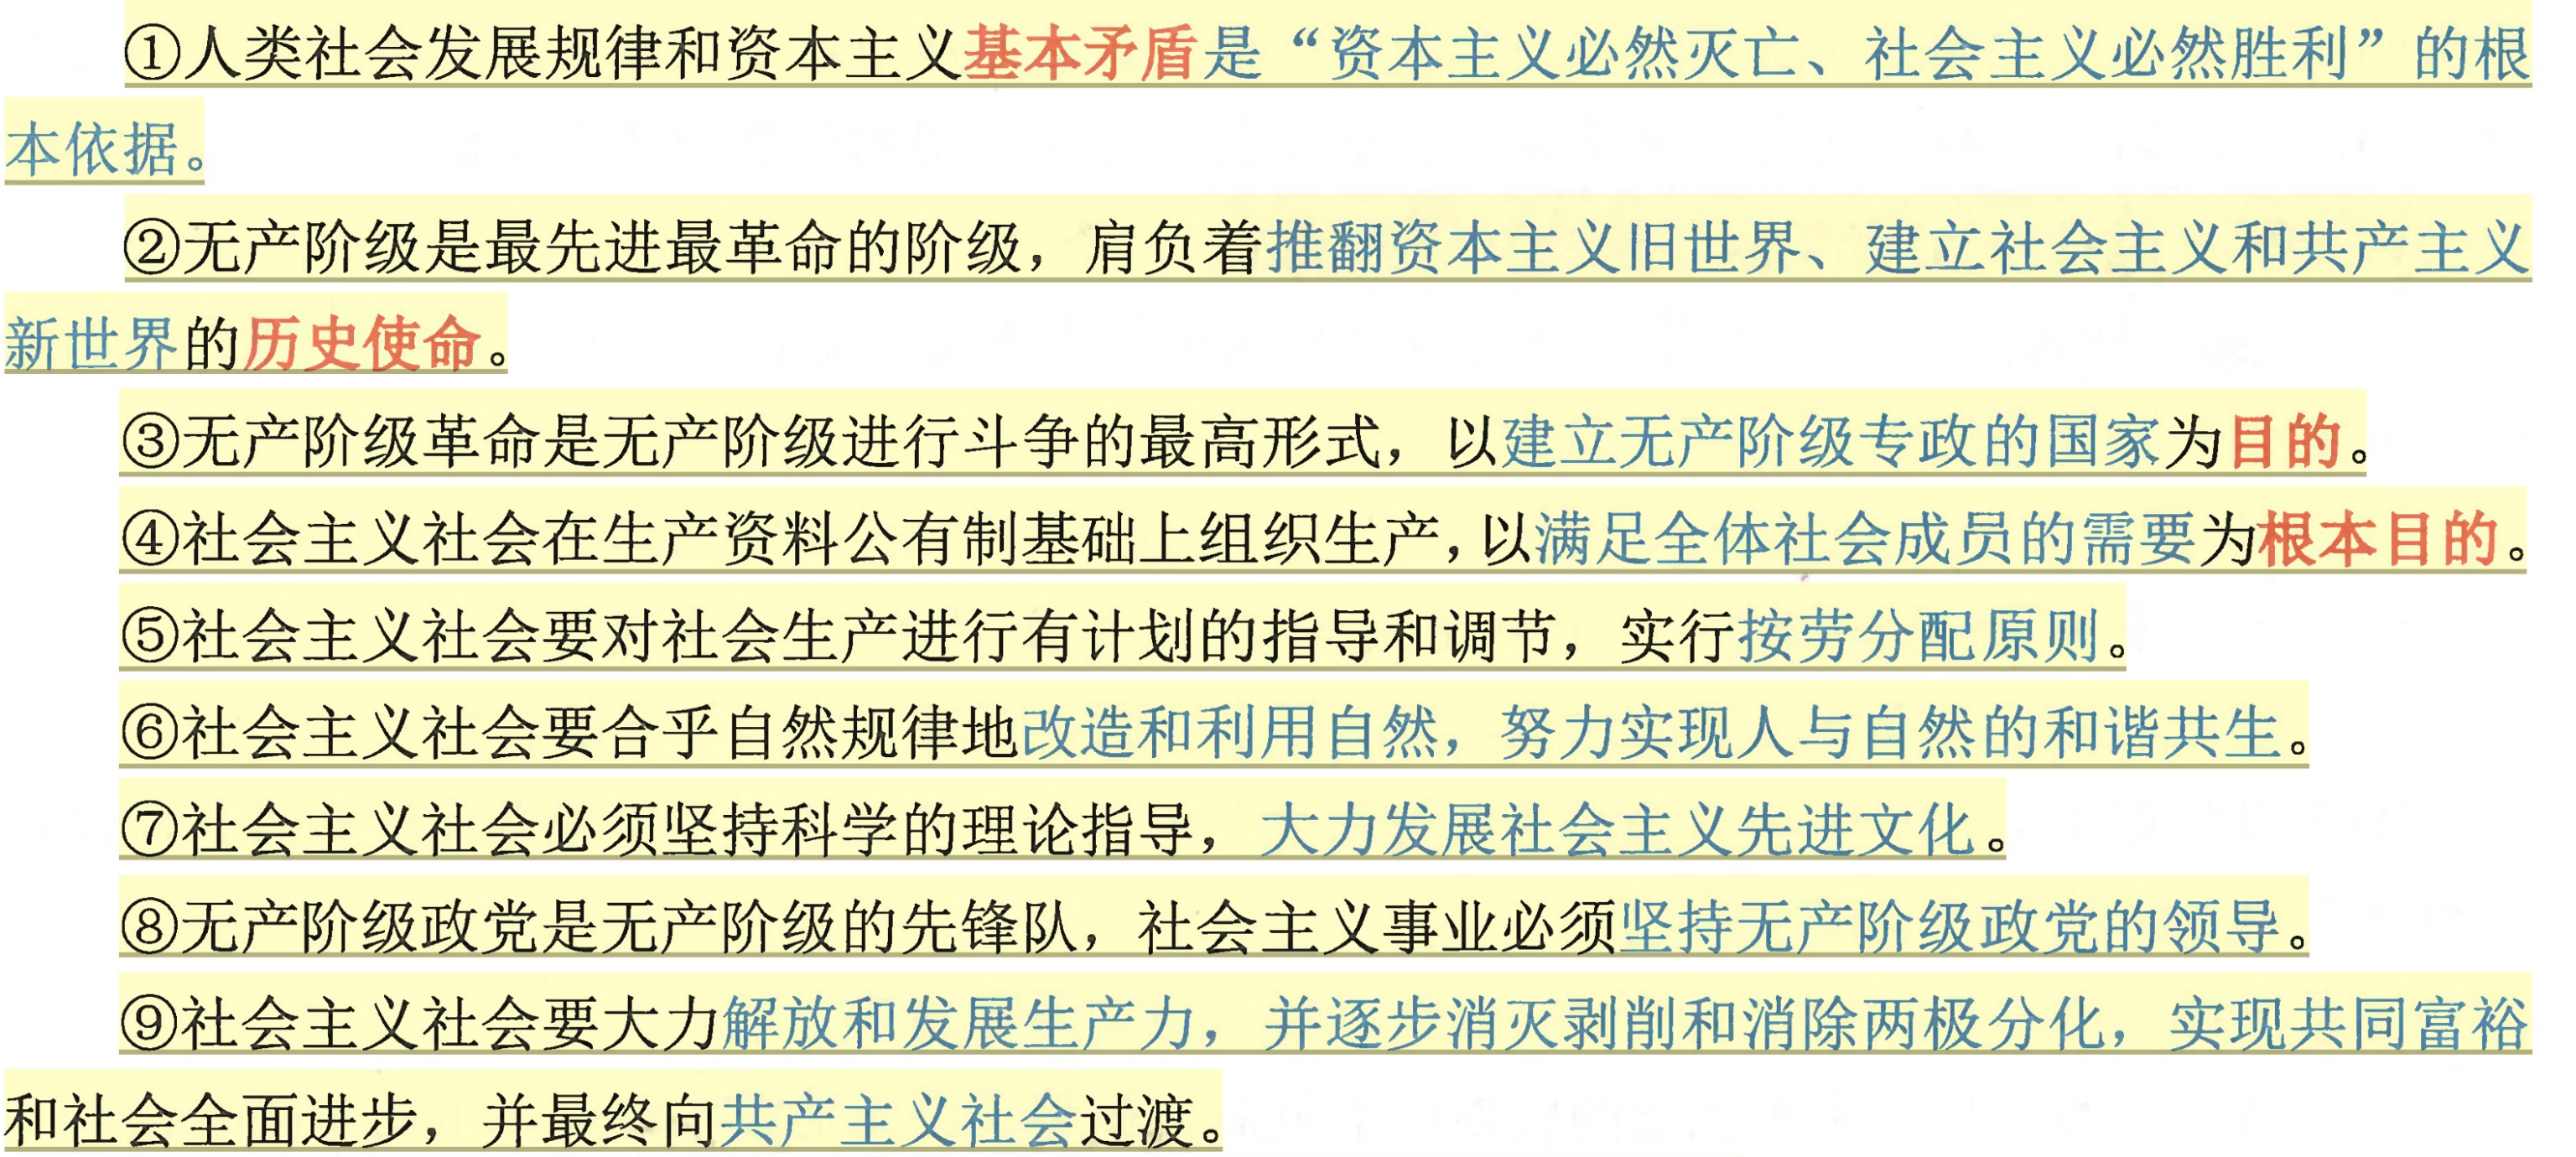 ①人类社会发展规律和资本主义基本矛盾是“资本主义必然灭亡、社会主义必然胜利”的根
本依据。
②无产阶级是最先进最革命的阶级，肩负着推翻资本主义旧世界、建立社会主义和共产主义
新世界的历史使命。
③无产阶级革命是无产阶级进行斗争的最高形式，以建立无产阶级专政的国家为目的。
④社会主义社会在生产资料公有制基础上组织生产，以满足全体社会成员的需要为根本目的。
⑤社会主义社会要对社会生产进行有计划的指导和调节，实行按劳分配原则。
⑥社会主义社会要合乎自然规律地改造和利用自然，努力实现人与自然的和谐共生。
⑦社会主义社会必须坚持科学的理论指导，大力发展社会主义先进文化。
⑧无产阶级政党是无产阶级的先锋队，社会主义事业必须坚持无产阶级政党的领导。
⑨社会主义社会要大力解放和发展生产力，并逐步消灭剥削和消除两极分化，实现共同富裕
和社会全面进步，并最终向共产主义社会过渡。